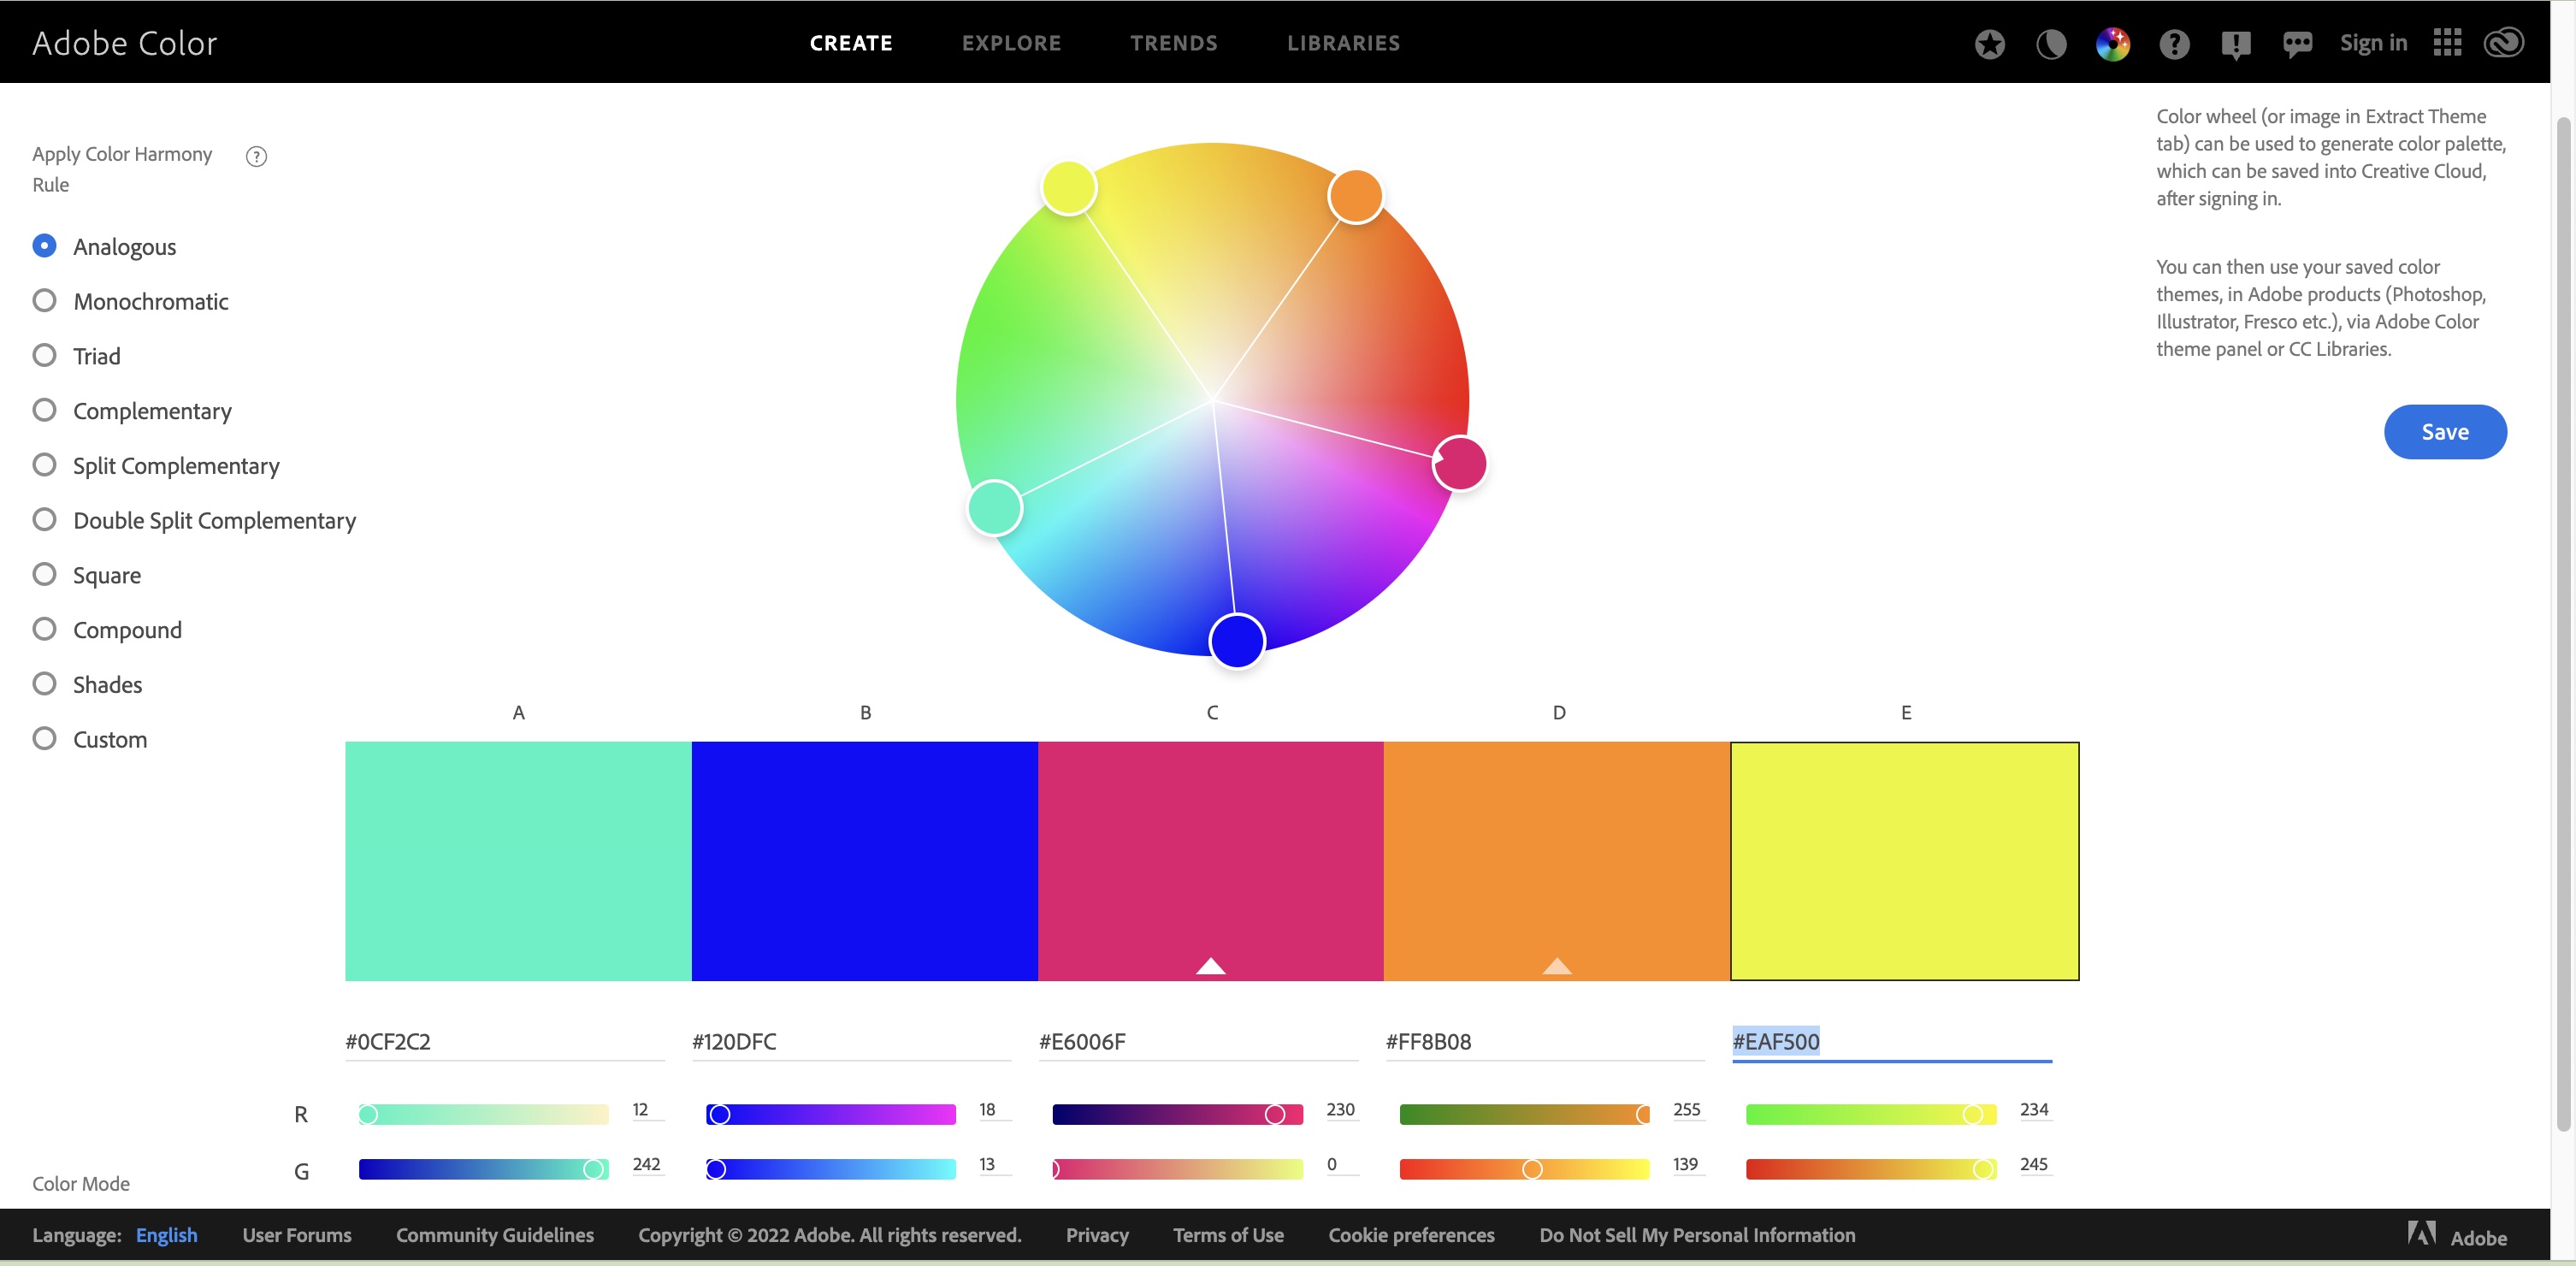 Adobe Color
CREATE
EXPLORE
TRENDS
LIBRARIES
Sign in
Apply Color Harmony
Rule
Analogous
Monochromatic
Triad
Complementary
Split Complementary
Double Split Complementary
Square
Compound
Shades
Custom
Color wheel (or image in Extract Theme
tab) can be used to generate color palette,
which can be saved into Creative Cloud,
after signing in.
You can then use your saved color
themes, in Adobe products (Photoshop,
Illustrator, Fresco etc.), via Adobe Color
theme panel or CC Libraries.
Save
A B C D E
#0CF2C2 #120DFC #E6006F #FF8B08 #EAF500
R 12 18 230 255 234
G 242 13 0 139 245
Color Mode
Language: English User Forums Community Guidelines Copyright © 2022 Adobe. All rights reserved. Privacy Terms of Use Cookie preferences Do Not Sell My Personal Information Adobe